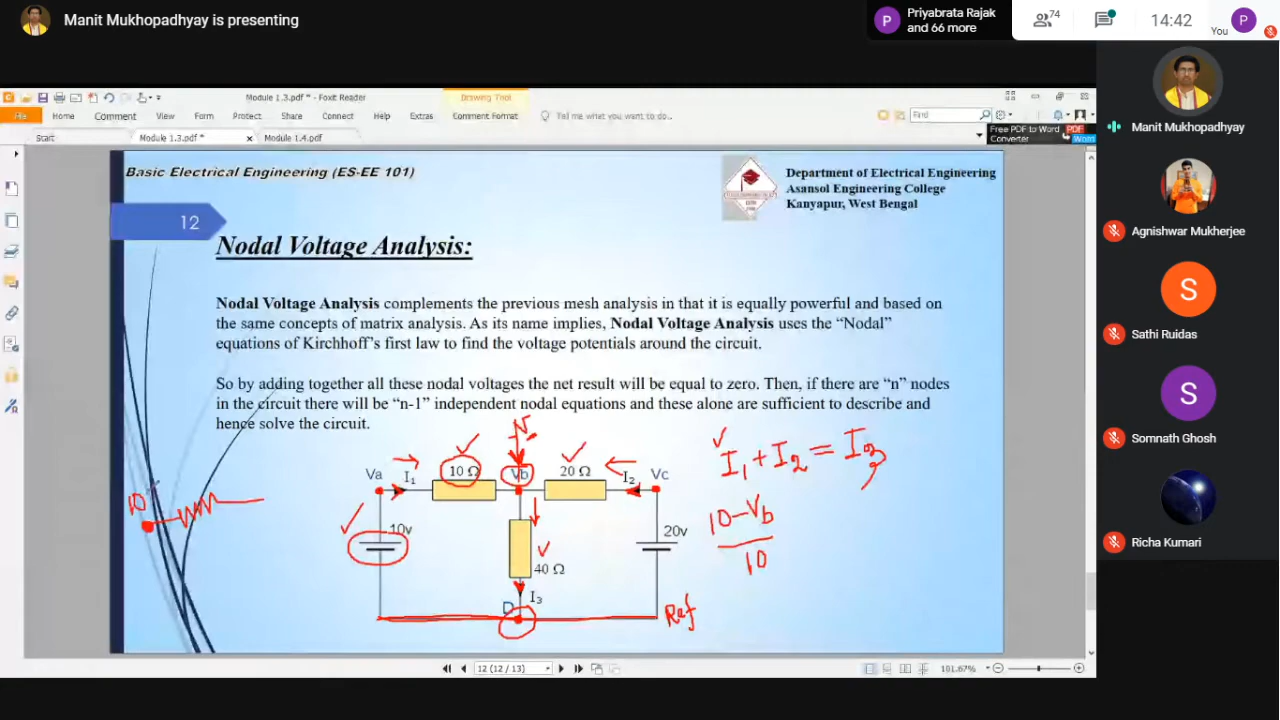 Manit Mukhopadhyay is presenting
P
Priyabrata Rajak
and 66 more
74
14:42
You
P
Module 1.3.pdf * - Foxit Reader
Drawing Tool
File
Home
Comment
View
Form
Protect
Share
Connect
Help
Extras
Comment Format
Tell me what you want to do...
Find
Start
Module 1.3.pdf *
Module 1.4.pdf
Free PDF to Word
Converter
PDF
Word
Basic Electrical Engineering (ES-EE 101)
Department of Electrical Engineering
Asansol Engineering College
Kanyapur, West Bengal
12
Nodal Voltage Analysis:
Nodal Voltage Analysis complements the previous mesh analysis in that it is equally powerful and based on
the same concepts of matrix analysis. As its name implies, Nodal Voltage Analysis uses the “Nodal”
equations of Kirchhoff’s first law to find the voltage potentials around the circuit.
So by adding together all these nodal voltages the net result will be equal to zero. Then, if there are “n” nodes
in the circuit there will be “n-1” independent nodal equations and these alone are sufficient to describe and
hence solve the circuit.
Va
I₁
10 Ω
Vb
20 Ω
I₂
Vc
I₁ + I₂ = I₃
10
10v
20v
10-Vb
10
40 Ω
I₃
D
Ref
12 (12 / 13)
101.67%
Manit Mukhopadhyay
Agnishwar Mukherjee
S
Sathi Ruidas
S
Somnath Ghosh
Richa Kumari